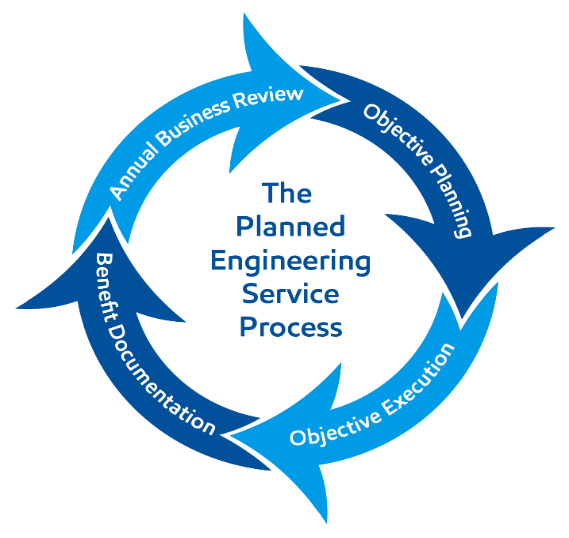 Annual Business Review
Objective Planning
Objective Execution
Benefit Documentation
The
Planned
Engineering
Service
Process